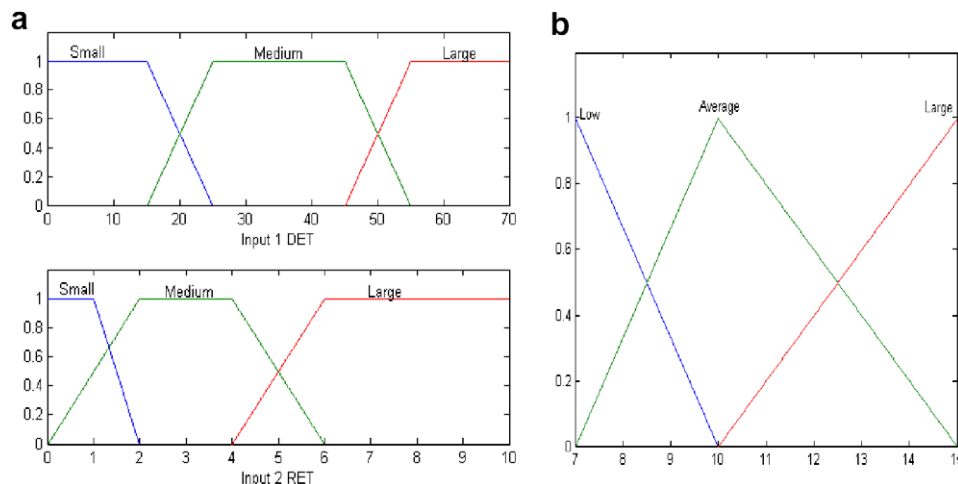 a
Small Medium Large
1
0.8
0.6
0.4
0.2
0
0 10 20 30 40 50 60 70
Input 1 DET
Small Medium Large
1
0.8
0.6
0.4
0.2
0
0 1 2 3 4 5 6 7 8 9 10
Input 2 RET
b
Low Average Large
1
0.8
0.6
0.4
0.2
0
7 8 9 10 11 12 13 14